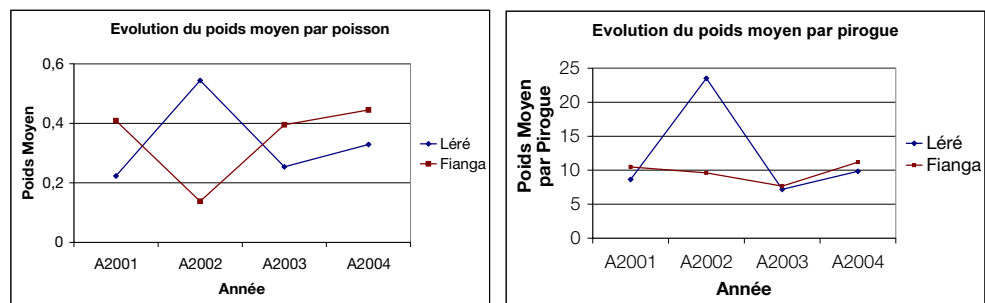 Evolution du poids moyen par poisson
Poids Moyen
0,6
0,4
0,2
0
A2001 A2002 A2003 A2004
Année
Léré
Fianga
Evolution du poids moyen par pirogue
Poids Moyen
par Pirogue
25
20
15
10
5
0
A2001 A2002 A2003 A2004
Année
Léré
Fianga